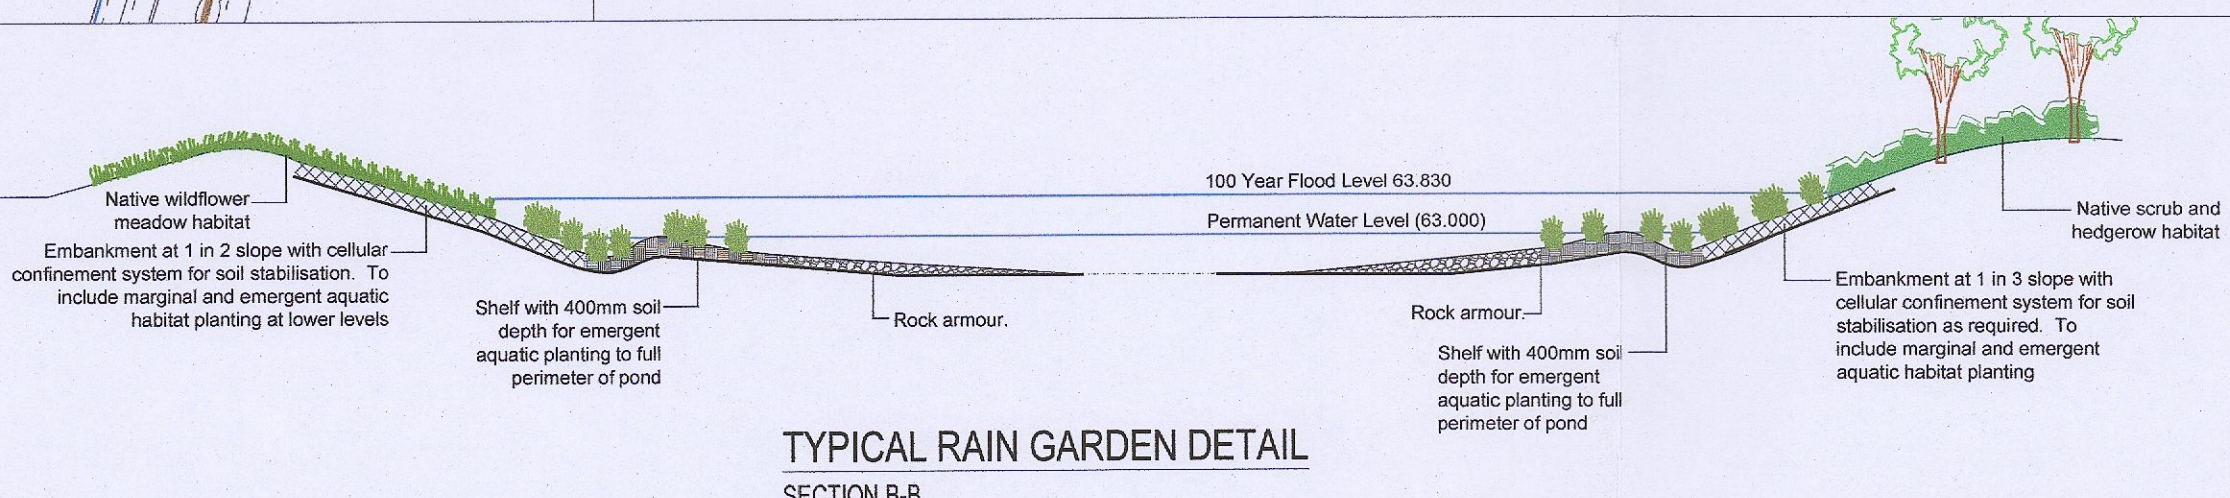 100 Year Flood Level 63.830
Permanent Water Level (63.000)
Native wildflower
meadow habitat
Embankment at 1 in 2 slope with cellular
confinement system for soil stabilisation. To
include marginal and emergent aquatic
habitat planting at lower levels
Shelf with 400mm soil
depth for emergent
aquatic planting to full
perimeter of pond
Rock armour.
Rock armour.
Shelf with 400mm soil
depth for emergent
aquatic planting to full
perimeter of pond
Native scrub and
hedgerow habitat
Embankment at 1 in 3 slope with
cellular confinement system for soil
stabilisation as required. To
include marginal and emergent
aquatic habitat planting
TYPICAL RAIN GARDEN DETAIL
SECTION B-B